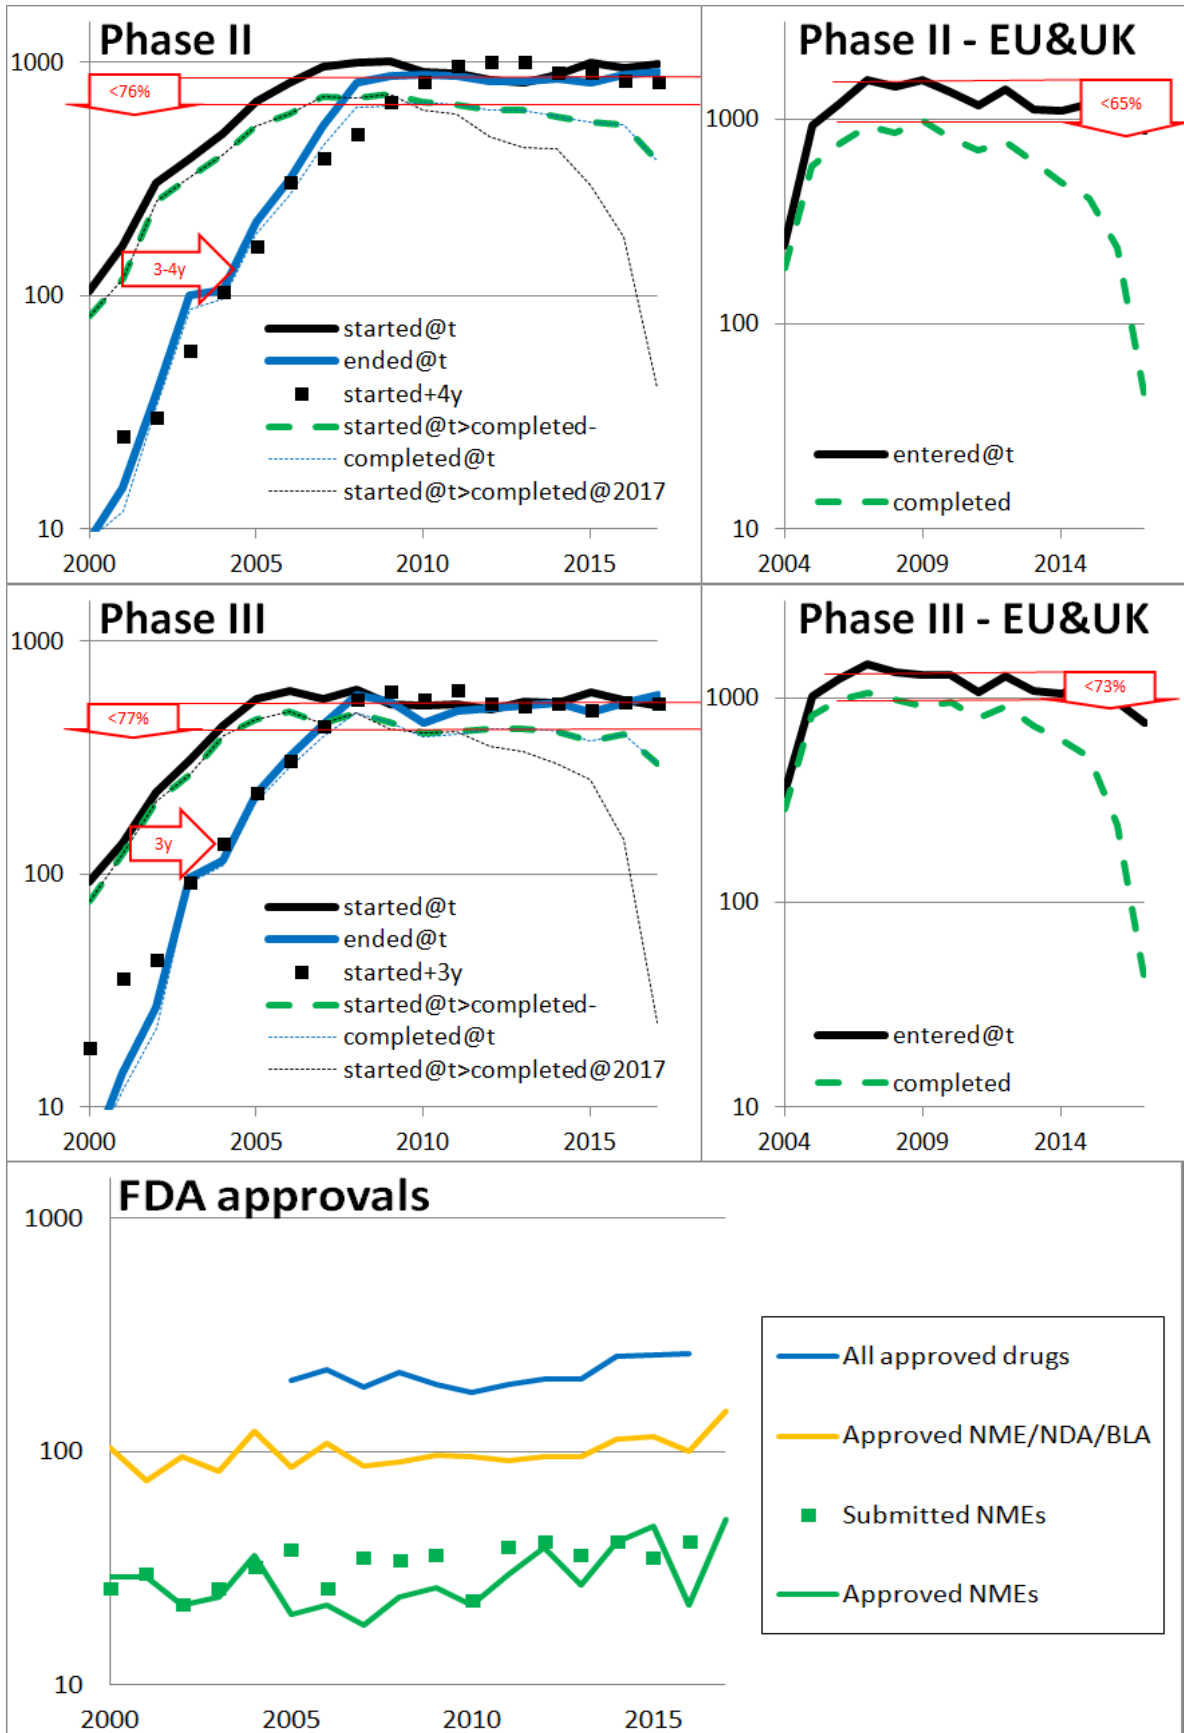 Phase II
1000
<76%
3-4y
100
started@t
ended@t
started+4y
started@t>completed-
completed@t
started@t>completed@2017
10
2000 2005 2010 2015
Phase II - EU&UK
1000
<65%
100
entered@t
completed
10
2004 2009 2014
Phase III
1000
<77%
3y
100
started@t
ended@t
started+3y
started@t>completed-
completed@t
started@t>completed@2017
10
2000 2005 2010 2015
Phase III - EU&UK
1000
<73%
100
entered@t
completed
10
2004 2009 2014
FDA approvals
1000
100
10
2000 2005 2010 2015
All approved drugs
Approved NME/NDA/BLA
Submitted NMEs
Approved NMEs